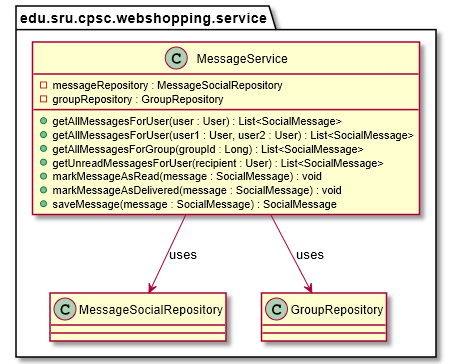 edu.sru.cpsc.webshopping.service
C MessageService
messageRepository : MessageSocialRepository
groupRepository : GroupRepository
getAllMessagesForUser(user : User) : List<SocialMessage>
getAllMessagesForUser(user1 : User, user2 : User) : List<SocialMessage>
getAllMessagesForGroup(groupId : Long) : List<SocialMessage>
getUnreadMessagesForUser(recipient : User) : List<SocialMessage>
markMessageAsRead(message : SocialMessage) : void
markMessageAsDelivered(message : SocialMessage) : void
saveMessage(message : SocialMessage) : SocialMessage
uses
uses
C MessageSocialRepository
C GroupRepository